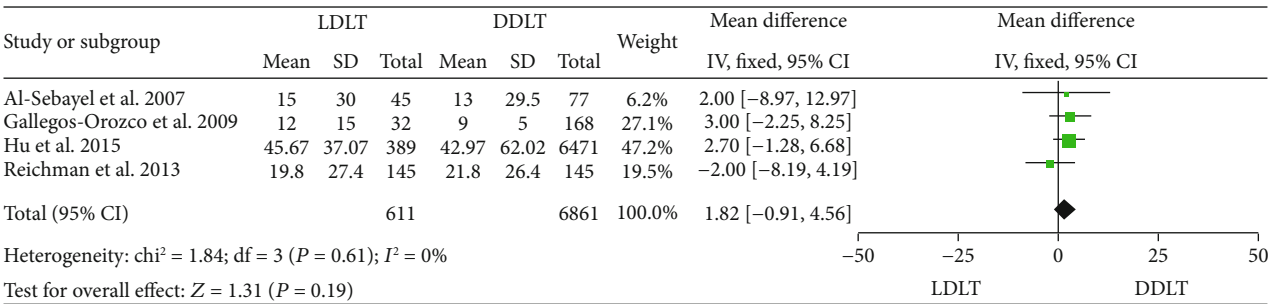 LDLT DDLT Mean difference Mean difference
Study or subgroup Weight
Mean SD Total Mean SD Total IV, fixed, 95% CI IV, fixed, 95% CI
Al-Sebayel et al. 2007 15 30 45 13 29.5 77 6.2% 2.00 [−8.97, 12.97]
Gallegos-Orozco et al. 2009 12 15 32 9 5 168 27.1% 3.00 [−2.25, 8.25]
Hu et al. 2015 45.67 37.07 389 42.97 62.02 6471 47.2% 2.70 [−1.28, 6.68]
Reichman et al. 2013 19.8 27.4 145 21.8 26.4 145 19.5% −2.00 [−8.19, 4.19]
Total (95% CI) 611 6861 100.0% 1.82 [−0.91, 4.56]
Heterogeneity: chi² = 1.84; df = 3 (P = 0.61); I² = 0%
−50 −25 0 25 50
Test for overall effect: Z = 1.31 (P = 0.19)
LDLT DDLT